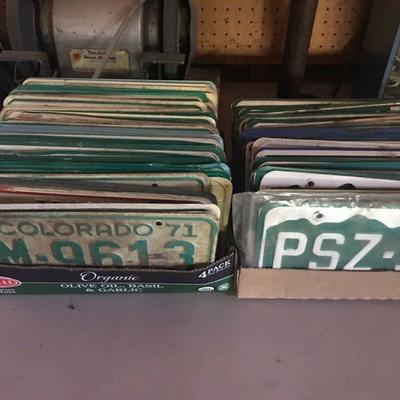 COLORADO 71
M-9613
PSZ-
Organic
OLIVE OIL, BASIL
& GARLIC
4 PACK